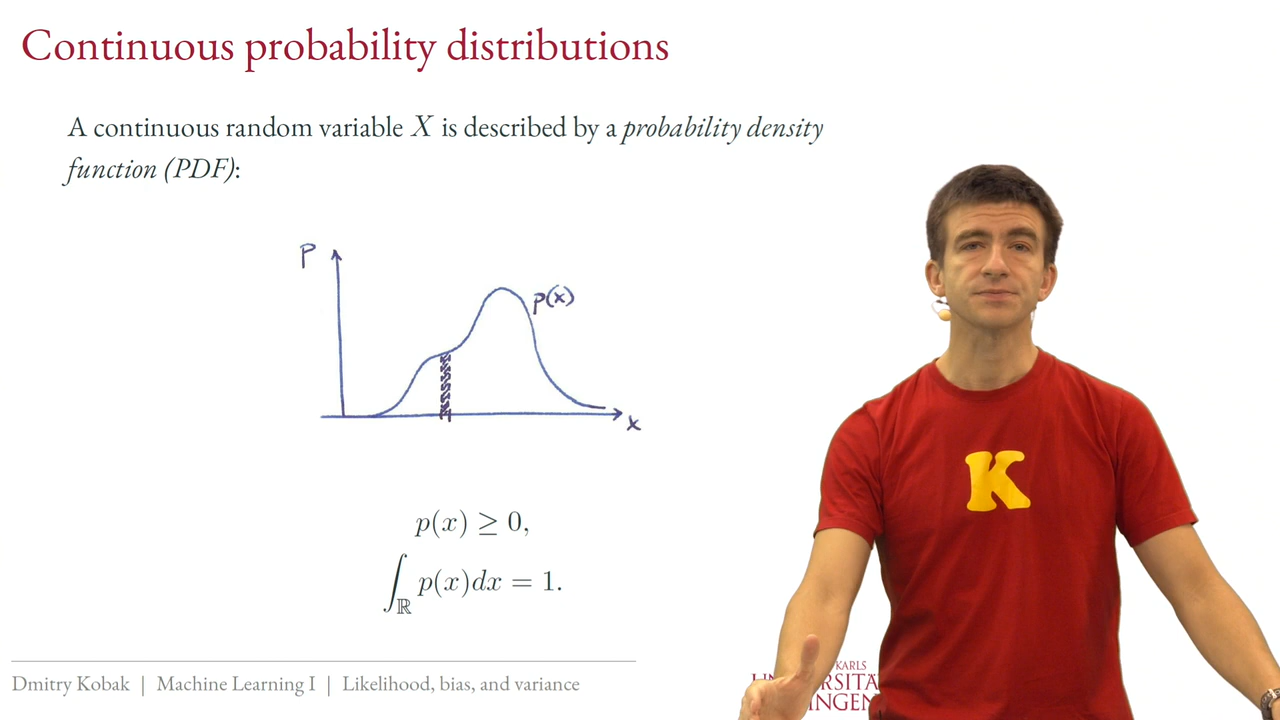 Continuous probability distributions
A continuous random variable X is described by a probability density
function (PDF):
P
p(x)
x
p(x) ≥ 0,
∫ℝ p(x)dx = 1.
K
KARLS
Dmitry Kobak | Machine Learning I | Likelihood, bias, and variance